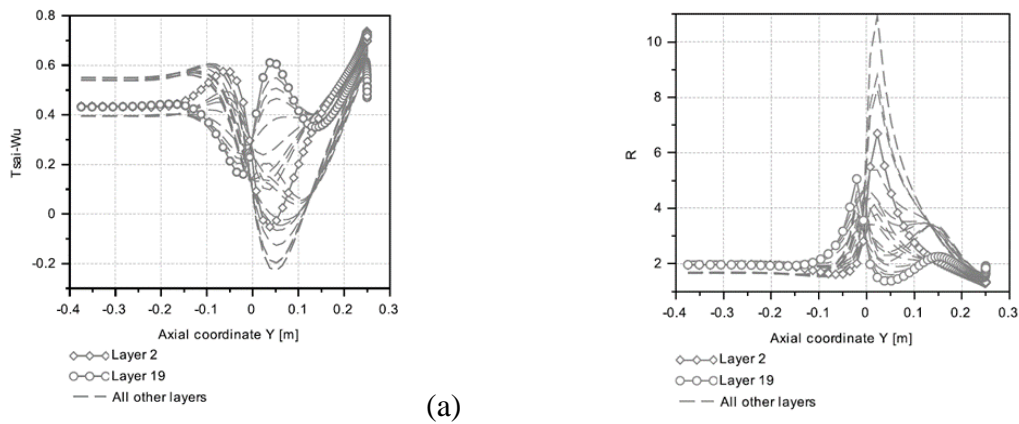 0.8
0.6
0.4
0.2
0
-0.2
Tsai-Wu
-0.4 -0.3 -0.2 -0.1 0 0.1 0.2 0.3
Axial coordinate Y [m]
Layer 2
Layer 19
All other layers
(a)
10
8
6
4
2
R
-0.4 -0.3 -0.2 -0.1 0 0.1 0.2 0.3
Axial coordinate Y [m]
Layer 2
Layer 19
All other layers